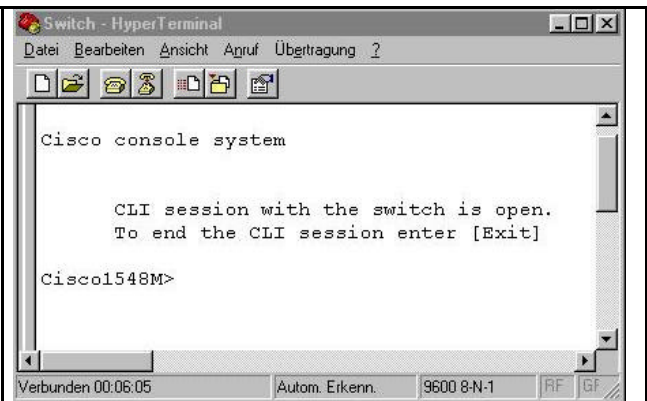 Switch - HyperTerminal
Datei Bearbeiten Ansicht Anruf Übertragung ?
Cisco console system
CLI session with the switch is open.
To end the CLI session enter [Exit]
Cisco1548M>
Verbunden 00:06:05 Autom. Erkenn. 9600 8-N-1 RF GF